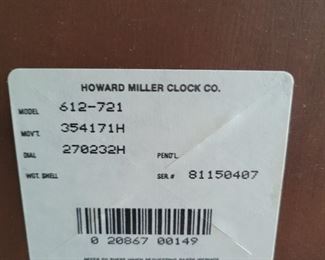 HOWARD MILLER CLOCK CO.
MODEL 612-721
MOV'T. 354171H
DIAL 270232H PEND'L
WGT. SHELL SER. # 81150407
0 20867 00149